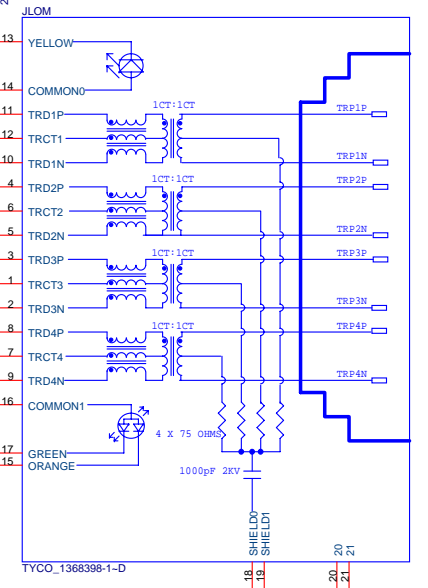 JLOM
13 YELLOW
14 COMMON0
1CT:1CT
11 TRD1P TRP1P
12 TRCT1
10 TRD1N TRP1N
1CT:1CT
4 TRD2P TRP2P
6 TRCT2
5 TRD2N TRP2N
1CT:1CT
3 TRD3P TRP3P
1 TRCT3
2 TRD3N TRP3N
1CT:1CT
8 TRD4P TRP4P
7 TRCT4
9 TRD4N TRP4N
16 COMMON1
4 X 75 OHMS
17 GREEN
15 ORANGE
1000pF 2KV
SHIELD0
SHIELD1
20
21
TYCO_1368398-1~D
18
19
20
21